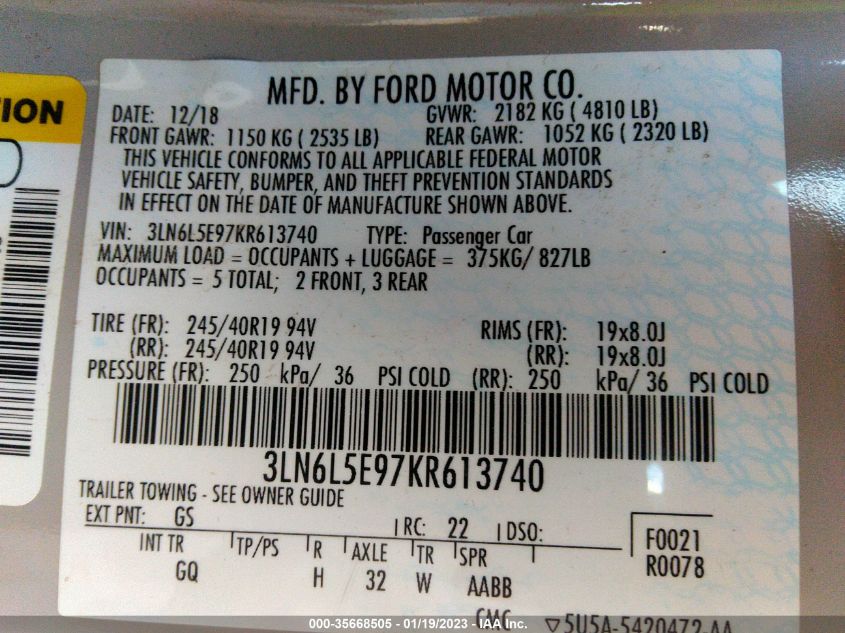 TION
MFD. BY FORD MOTOR CO.
DATE: 12/18 GVWR: 2182 KG ( 4810 LB)
FRONT GAWR: 1150 KG ( 2535 LB) REAR GAWR: 1052 KG ( 2320 LB)
THIS VEHICLE CONFORMS TO ALL APPLICABLE FEDERAL MOTOR
VEHICLE SAFETY, BUMPER, AND THEFT PREVENTION STANDARDS
IN EFFECT ON THE DATE OF MANUFACTURE SHOWN ABOVE.
VIN: 3LN6L5E97KR613740 TYPE: Passenger Car
MAXIMUM LOAD = OCCUPANTS + LUGGAGE = 375KG/ 827LB
OCCUPANTS = 5 TOTAL; 2 FRONT, 3 REAR
TIRE (FR): 245/40R19 94V RIMS (FR): 19x8.0J
(RR): 245/40R19 94V (RR): 19x8.0J
PRESSURE (FR): 250 kPa/ 36 PSI COLD (RR): 250 kPa/ 36 PSI COLD
3LN6L5E97KR613740
TRAILER TOWING - SEE OWNER GUIDE
EXT PNT: GS RC: 22 DSO: F0021
INT TR TP/PS R AXLE TR SPR R0078
GQ H 32 W AABB
CMC 5U5A-5420472-AA
000-35668505 - 01/19/2023 - IAA Inc.